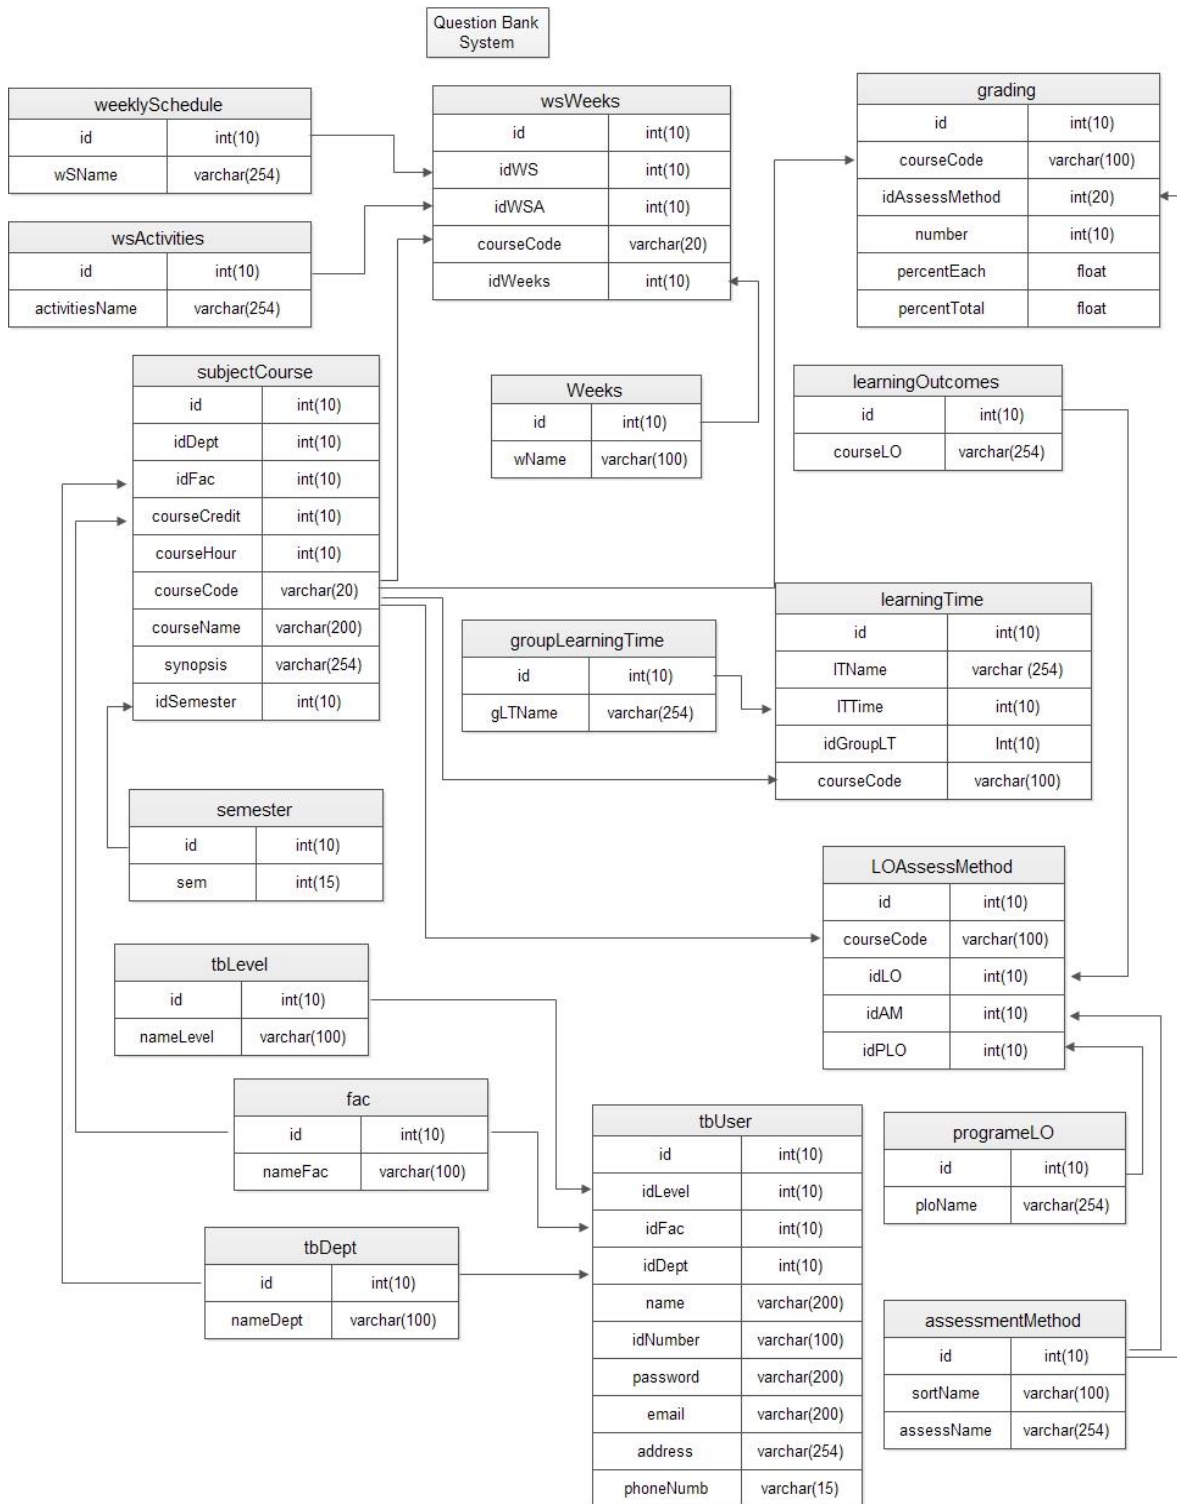 Question Bank
System
weeklySchedule
id int(10)
wSName varchar(254)
wsActivities
id int(10)
activitiesName varchar(254)
wsWeeks
id int(10)
idWS int(10)
idWSA int(10)
courseCode varchar(20)
idWeeks int(10)
grading
id int(10)
courseCode varchar(100)
idAssessMethod int(20)
number int(10)
percentEach float
percentTotal float
subjectCourse
id int(10)
idDept int(10)
idFac int(10)
courseCredit int(10)
courseHour int(10)
courseCode varchar(20)
courseName varchar(200)
synopsis varchar(254)
idSemester int(10)
Weeks
id int(10)
wName varchar(100)
learningOutcomes
id int(10)
courseLO varchar(254)
groupLearningTime
id int(10)
gLTName varchar(254)
learningTime
id int(10)
lTName varchar (254)
lTTime int(10)
idGroupLT Int(10)
courseCode varchar(100)
semester
id int(10)
sem int(15)
LOAssessMethod
id int(10)
courseCode varchar(100)
idLO int(10)
idAM int(10)
idPLO int(10)
tbLevel
id int(10)
nameLevel varchar(100)
fac
id int(10)
nameFac varchar(100)
tbDept
id int(10)
nameDept varchar(100)
tbUser
id int(10)
idLevel int(10)
idFac int(10)
idDept int(10)
name varchar(200)
idNumber varchar(100)
password varchar(200)
email varchar(200)
address varchar(254)
phoneNumb varchar(15)
programeLO
id int(10)
ploName varchar(254)
assessmentMethod
id int(10)
sortName varchar(100)
assessName varchar(254)